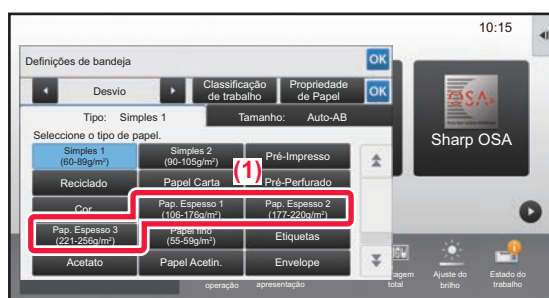 10:15
Definições de bandeja
OK
Desvio
Classificação
de trabalho
Propriedade
de Papel
OK
Tipo: Simples 1
Tamanho: Auto-AB
Seleccione o tipo de papel.
Simples 1
(60-89g/m²)
Simples 2
(90-105g/m²)
Pré-Impresso
(1)
Reciclado
Papel Carta
Pré-Perfurado
Cor
Pap. Espesso 1
(106-176g/m²)
Pap. Espesso 2
(177-220g/m²)
Pap. Espesso 3
(221-256g/m²)
Papel fino
(55-59g/m²)
Etiquetas
Acetato
Papel Acetin.
Envelope
OSA
Sharp OSA
operação
apresentação
total
Ajuste do
brilho
Estado do
trabalho